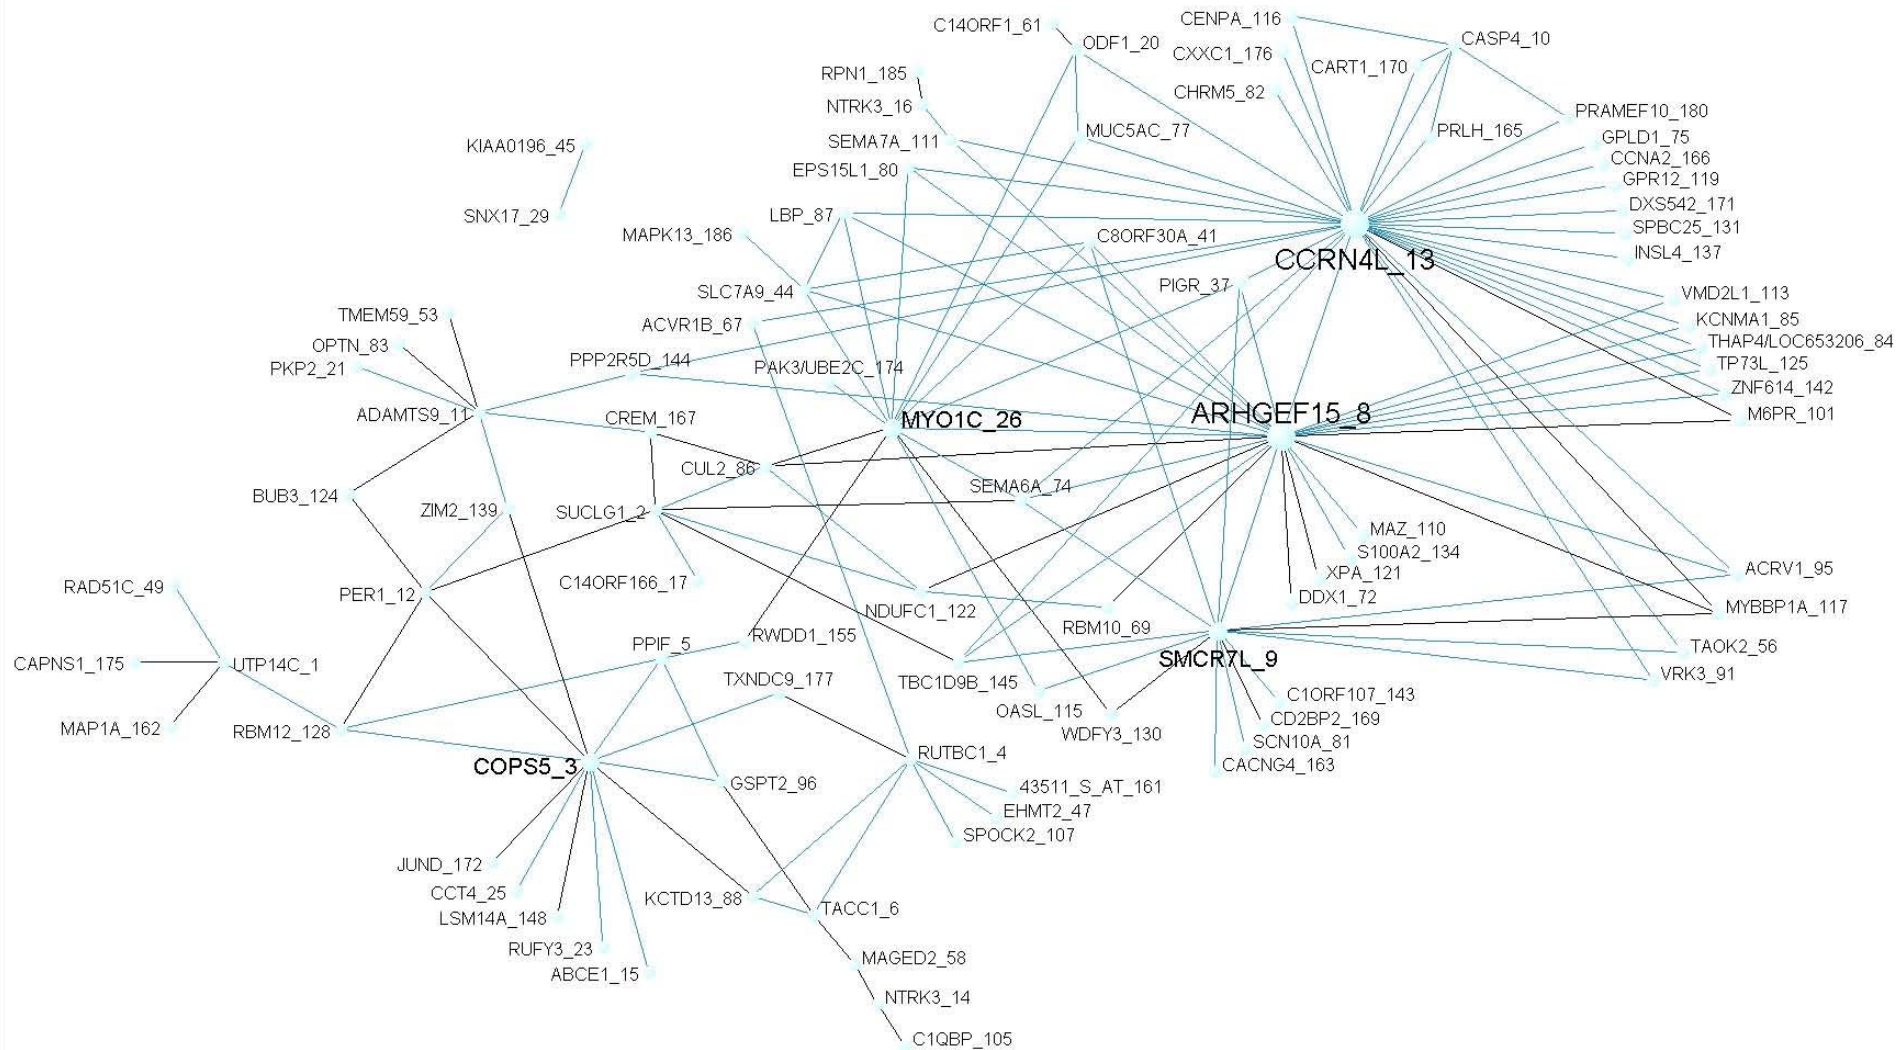 CENPA_116
C14ORF1_61
CASP4_10
ODF1_20
CXXC1_176
CART1_170
RPN1_185
CHRM5_82
NTRK3_16
PRAMEF10_180
MUC5AC_77
PRLH_165
SEMA7A_111
GPLD1_75
KIAA0196_45
CCNA2_166
EPS15L1_80
GPR12_119
DXS542_171
SNX17_29
LBP_87
SPBC25_131
MAPK13_186
C8ORF30A_41
INSL4_137
CCRN4L_13
PIGR_37
SLC7A9_44
VMD2L1_113
TMEM59_53
ACVR1B_67
KCNMA1_85
THAP4/LOC653206_84
OPTN_83
PPP2R5D_144
TP73L_125
PKP2_21
PAK3/UBE2C_174
ZNF614_142
ADAMTS9_11
CREM_167
MYO1C_26
ARHGEF15_8
M6PR_101
CUL2_86
SEMA6A_74
BUB3_124
ZIM2_139
SUCLG1_2
MAZ_110
S100A2_134
XPA_121
ACRV1_95
C14ORF166_17
RAD51C_49
PER1_12
DDX1_72
NDUFC1_122
MYBBP1A_117
RBM10_69
RWDD1_155
PPIF_5
TAOK2_56
CAPNS1_175
UTP14C_1
SMCR7L_9
VRK3_91
TXNDC9_177
TBC1D9B_145
C1ORF107_143
OASL_115
CD2BP2_169
MAP1A_162
RBM12_128
WDFY3_130
SCN10A_81
RUTBC1_4
CACNG4_163
COPS5_3
GSPT2_96
43511_S_AT_161
EHMT2_47
SPOCK2_107
JUND_172
CCT4_25
KCTD13_88
TACC1_6
LSM14A_148
RUFY3_23
MAGED2_58
ABCE1_15
NTRK3_14
C1QBP_105